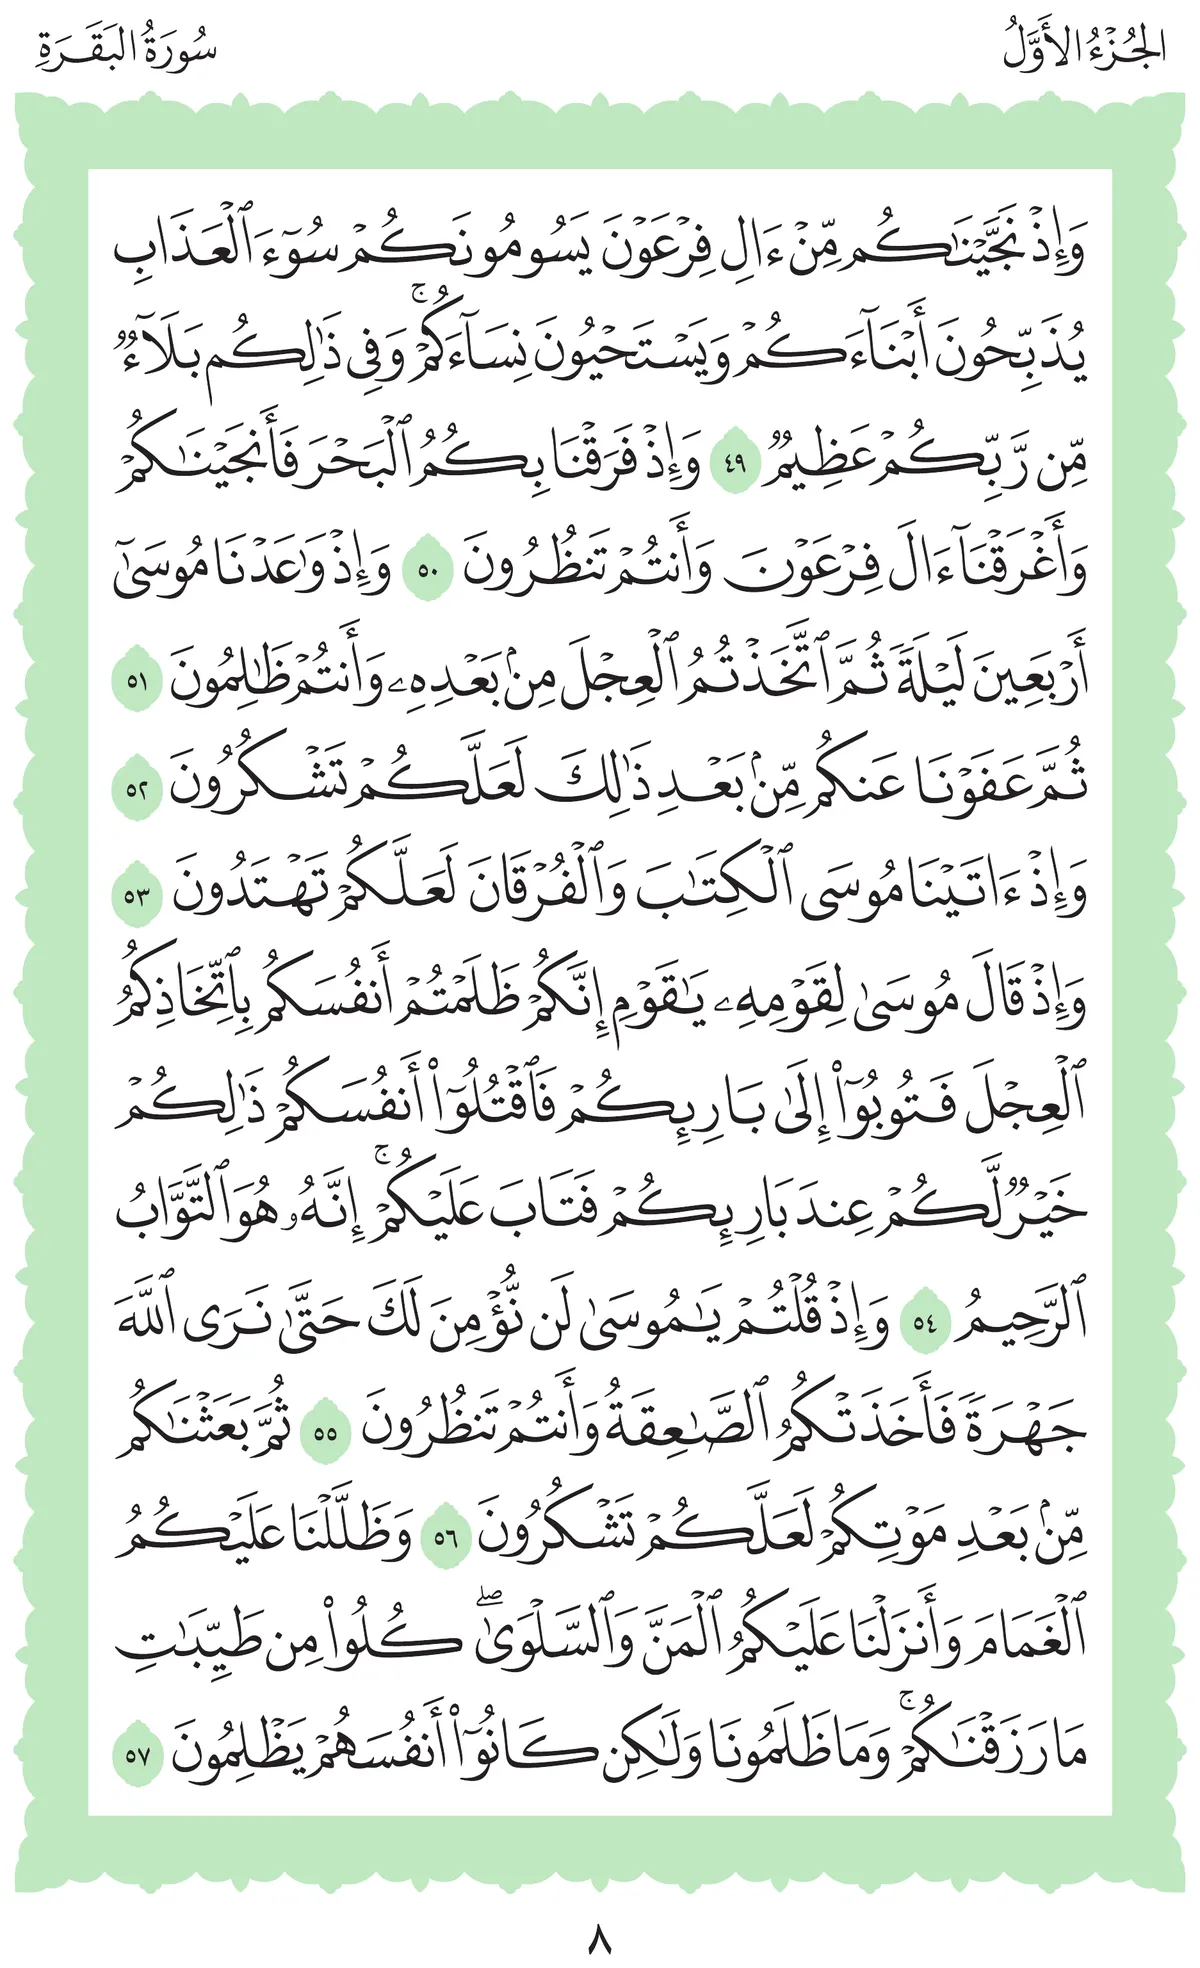 الجُزْءُ الأَوَّلُ
سُورَةُ البَقَرَةِ
وَإِذۡ نَجَّيۡنَٰكُم مِّنۡ ءَالِ فِرۡعَوۡنَ يَسُومُونَكُمۡ سُوٓءَ ٱلۡعَذَابِ
يُذَبِّحُونَ أَبۡنَآءَكُمۡ وَيَسۡتَحۡيُونَ نِسَآءَكُمۡۚ وَفِي ذَٰلِكُم بَلَآءٞ
مِّن رَّبِّكُمۡ عَظِيمٞ ٤٩ وَإِذۡ فَرَقۡنَا بِكُمُ ٱلۡبَحۡرَ فَأَنجَيۡنَٰكُمۡ
وَأَغۡرَقۡنَآ ءَالَ فِرۡعَوۡنَ وَأَنتُمۡ تَنظُرُونَ ٥٠ وَإِذۡ وَٰعَدۡنَا مُوسَىٰٓ
أَرۡبَعِينَ لَيۡلَةٗ ثُمَّ ٱتَّخَذۡتُمُ ٱلۡعِجۡلَ مِنۢ بَعۡدِهِۦ وَأَنتُمۡ ظَٰلِمُونَ ٥١
ثُمَّ عَفَوۡنَا عَنكُم مِّنۢ بَعۡدِ ذَٰلِكَ لَعَلَّكُمۡ تَشۡكُرُونَ ٥٢
وَإِذۡ ءَاتَيۡنَا مُوسَى ٱلۡكِتَٰبَ وَٱلۡفُرۡقَانَ لَعَلَّكُمۡ تَهۡتَدُونَ ٥٣
وَإِذۡ قَالَ مُوسَىٰ لِقَوۡمِهِۦ يَٰقَوۡمِ إِنَّكُمۡ ظَلَمۡتُمۡ أَنفُسَكُم بِٱتِّخَاذِكُمُ
ٱلۡعِجۡلَ فَتُوبُوٓاْ إِلَىٰ بَارِئِكُمۡ فَٱقۡتُلُوٓاْ أَنفُسَكُمۡ ذَٰلِكُمۡ
خَيۡرٞ لَّكُمۡ عِندَ بَارِئِكُمۡ فَتَابَ عَلَيۡكُمۡۚ إِنَّهُۥ هُوَ ٱلتَّوَّابُ
ٱلرَّحِيمُ ٥٤ وَإِذۡ قُلۡتُمۡ يَٰمُوسَىٰ لَن نُّؤۡمِنَ لَكَ حَتَّىٰ نَرَى ٱللَّهَ
جَهۡرَةٗ فَأَخَذَتۡكُمُ ٱلصَّٰعِقَةُ وَأَنتُمۡ تَنظُرُونَ ٥٥ ثُمَّ بَعَثۡنَٰكُم
مِّنۢ بَعۡدِ مَوۡتِكُمۡ لَعَلَّكُمۡ تَشۡكُرُونَ ٥٦ وَظَلَّلۡنَا عَلَيۡكُمُ
ٱلۡغَمَامَ وَأَنزَلۡنَا عَلَيۡكُمُ ٱلۡمَنَّ وَٱلسَّلۡوَىٰۖ كُلُواْ مِن طَيِّبَٰتِ
مَا رَزَقۡنَٰكُمۡۚ وَمَا ظَلَمُونَا وَلَٰكِن كَانُوٓاْ أَنفُسَهُمۡ يَظۡلِمُونَ ٥٧
٨